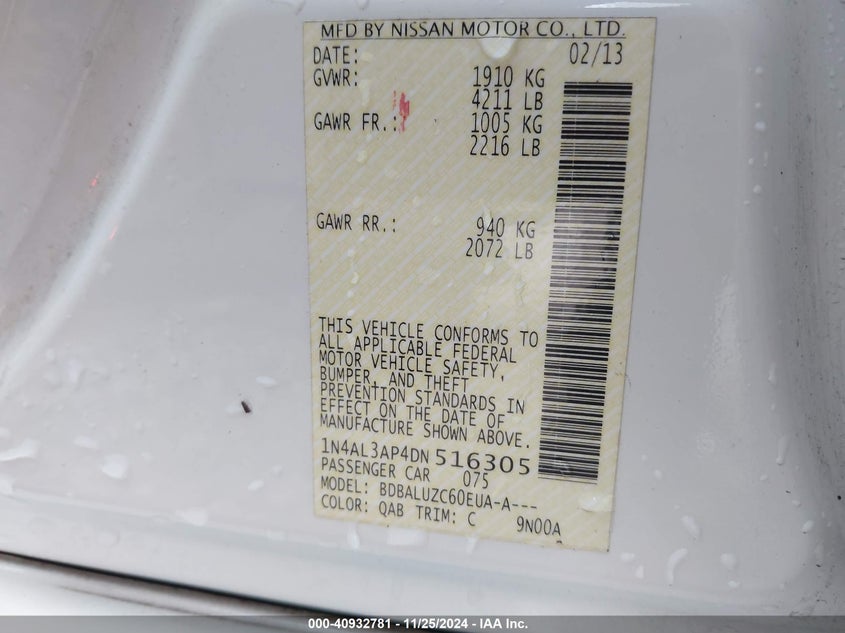 MFD BY NISSAN MOTOR CO., LTD.
DATE: 02/13
GVWR: 1910 KG
4211 LB
GAWR FR.: 1005 KG
2216 LB
GAWR RR.: 940 KG
2072 LB
THIS VEHICLE CONFORMS TO
ALL APPLICABLE FEDERAL
MOTOR VEHICLE SAFETY,
BUMPER, AND THEFT
PREVENTION STANDARDS IN
EFFECT ON THE DATE OF
MANUFACTURE SHOWN ABOVE.
1N4AL3AP4DN516305
PASSENGER CAR 075
MODEL: BDBALUZC60EUA-A---
COLOR: QAB TRIM: C 9N00A
000-40932781 - 11/25/2024 - IAA Inc.